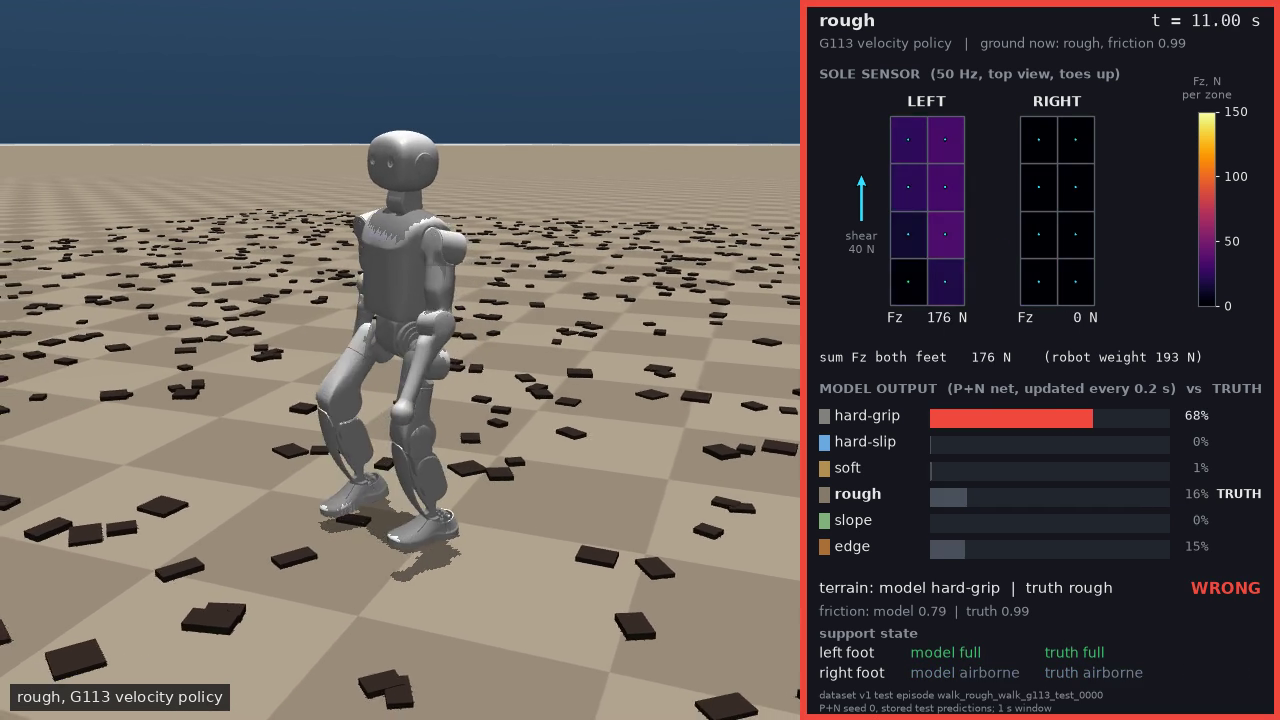 rough
t = 11.00 s
G113 velocity policy | ground now: rough, friction 0.99
SOLE SENSOR (50 Hz, top view, toes up)
Fz, N
per zone
LEFT
RIGHT
150
100
50
0
shear
40 N
Fz 176 N
Fz 0 N
sum Fz both feet 176 N (robot weight 193 N)
MODEL OUTPUT (P+N net, updated every 0.2 s) vs TRUTH
hard-grip 68%
hard-slip 0%
soft 1%
rough 16% TRUTH
slope 0%
edge 15%
terrain: model hard-grip | truth rough WRONG
friction: model 0.79 | truth 0.99
support state
left foot model full truth full
right foot model airborne truth airborne
dataset v1 test episode walk_rough_walk_g113_test_0000
P+N seed 0, stored test predictions; 1 s window
rough, G113 velocity policy